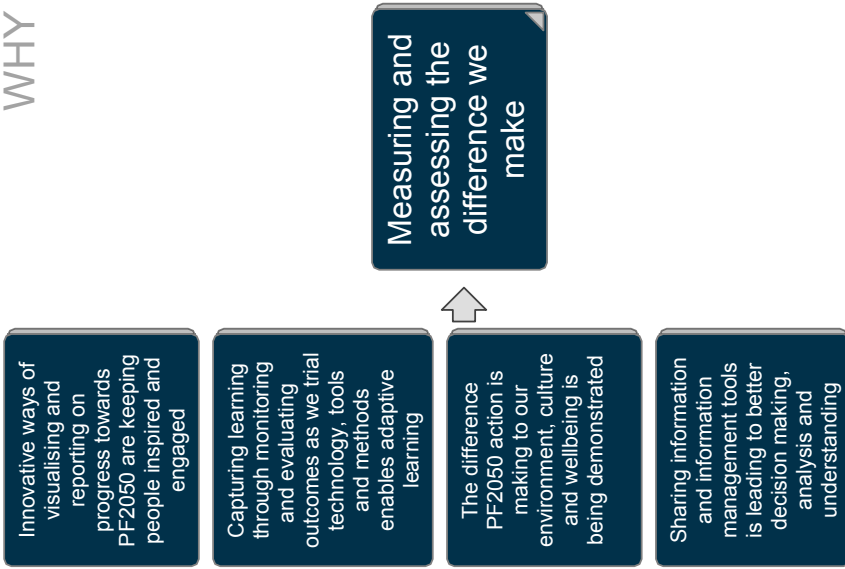 WHY
Innovative ways of
visualising and
reporting on
progress towards
PF2050 are keeping
people inspired and
engaged
Capturing learning
through monitoring
and evaluating
outcomes as we trial
technology, tools
and methods
enables adaptive
learning
The difference
PF2050 action is
making to our
environment, culture
and wellbeing is
being demonstrated
Sharing information
and information
management tools
is leading to better
decision making,
analysis and
understanding
Measuring and
assessing the
difference we
make